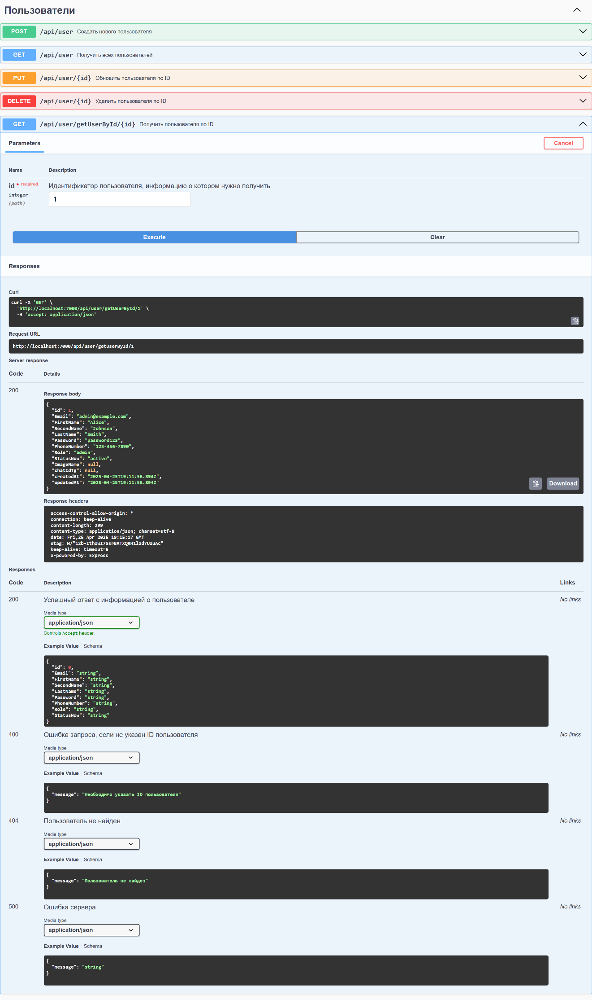 Пользователи
POST /api/user Создать нового пользователя
GET /api/user Получить всех пользователей
PUT /api/user/{id} Обновить пользователя по ID
DELETE /api/user/{id} Удалить пользователя по ID
GET /api/user/getUserById/{id} Получить пользователя по ID
Parameters Cancel
Name Description
id * required Идентификатор пользователя, информацию о котором нужно получить
integer 1
(path)
Execute Clear
Responses
Curl
curl -X 'GET' \
'http://localhost:7000/api/user/getUserById/1' \
-H 'accept: application/json'
Request URL
http://localhost:7000/api/user/getUserById/1
Server response
Code Details
200
Response body
{
"id": 1,
"Email": "admin@example.com",
"FirstName": "Alice",
"SecondName": "Johnson",
"LastName": "Smith",
"Password": "password123",
"PhoneNumber": "123-456-7890",
"Role": "admin",
"StatusNow": "active",
"ImageName": null,
"chatIdTg": null,
"createdAt": "2025-04-25T19:11:56.894Z",
"updatedAt": "2025-04-25T19:11:56.894Z"
}
Download
Response headers
access-control-allow-origin: *
connection: keep-alive
content-length: 299
content-type: application/json; charset=utf-8
date: Fri,25 Apr 2025 19:15:17 GMT
etag: W/"12b-IthoWI7SsrBATXQRH1lad7UauAc"
keep-alive: timeout=5
x-powered-by: Express
Responses
Code Description Links
200 Успешный ответ с информацией о пользователе No links
Media type
application/json
Controls Accept header.
Example Value Schema
{
"id": 0,
"Email": "string",
"FirstName": "string",
"SecondName": "string",
"LastName": "string",
"Password": "string",
"PhoneNumber": "string",
"Role": "string",
"StatusNow": "string"
}
400 Ошибка запроса, если не указан ID пользователя No links
Media type
application/json
Example Value Schema
{
"message": "Необходимо указать ID пользователя"
}
404 Пользователь не найден No links
Media type
application/json
Example Value Schema
{
"message": "Пользователь не найден"
}
500 Ошибка сервера No links
Media type
application/json
Example Value Schema
{
"message": "string"
}